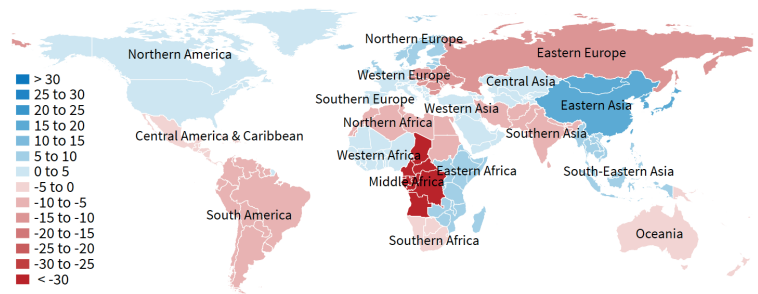 Northern Europe
Northern America
Eastern Europe
Western Europe
Central Asia
> 30
25 to 30
20 to 25
15 to 20
10 to 15
5 to 10
0 to 5
-5 to 0
-10 to -5
-15 to -10
-20 to -15
-25 to -20
-30 to -25
< -30
Southern Europe
Western Asia
Eastern Asia
Northern Africa
Southern Asia
Central America & Caribbean
Western Africa
Eastern Africa
South-Eastern Asia
Middle Africa
South America
Southern Africa
Oceania